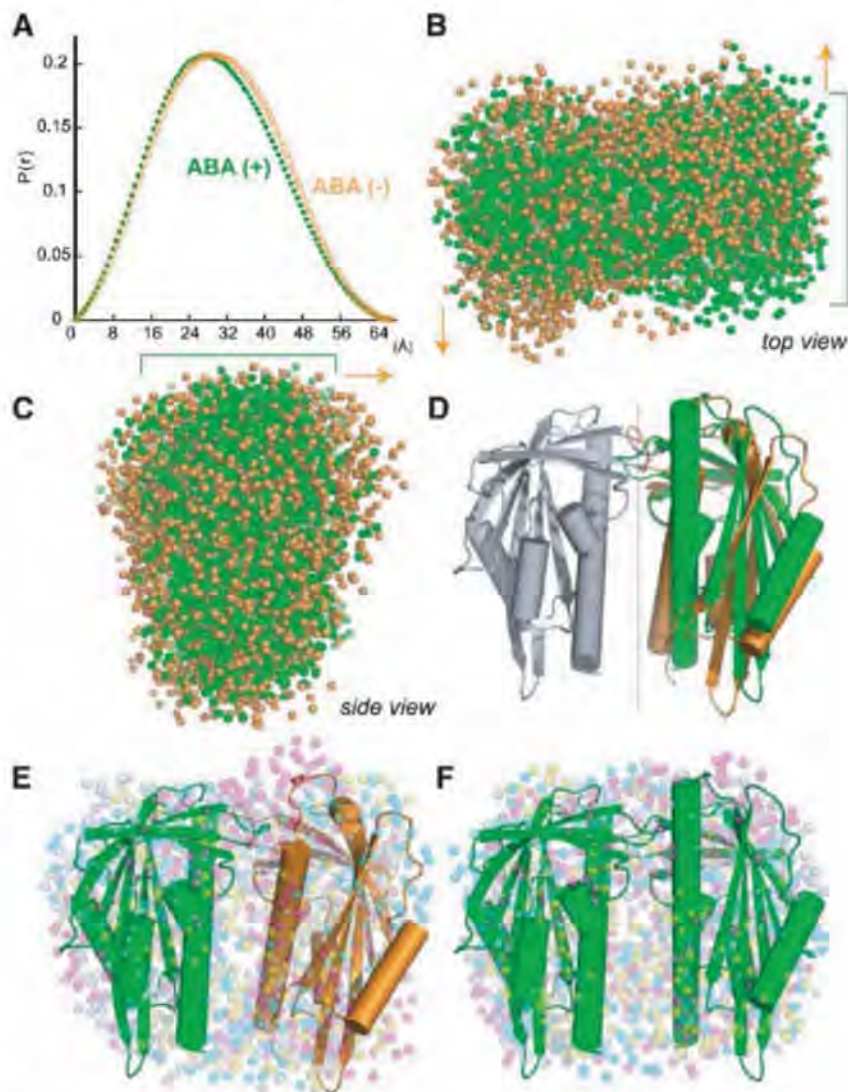 A
B
0.2
0.15
P(r)
0.1
0.05
0
ABA (+)
ABA (-)
0 8 16 24 32 40 48 56 64
(Å)
top view
C
D
side view
E
F